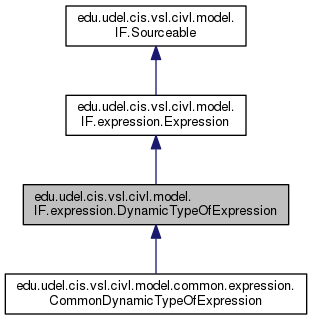 edu.udel.cis.vsl.civl.model.
IF.Sourceable
edu.udel.cis.vsl.civl.model.
IF.expression.Expression
edu.udel.cis.vsl.civl.model.
IF.expression.DynamicTypeOfExpression
edu.udel.cis.vsl.civl.model.common.expression.
CommonDynamicTypeOfExpression